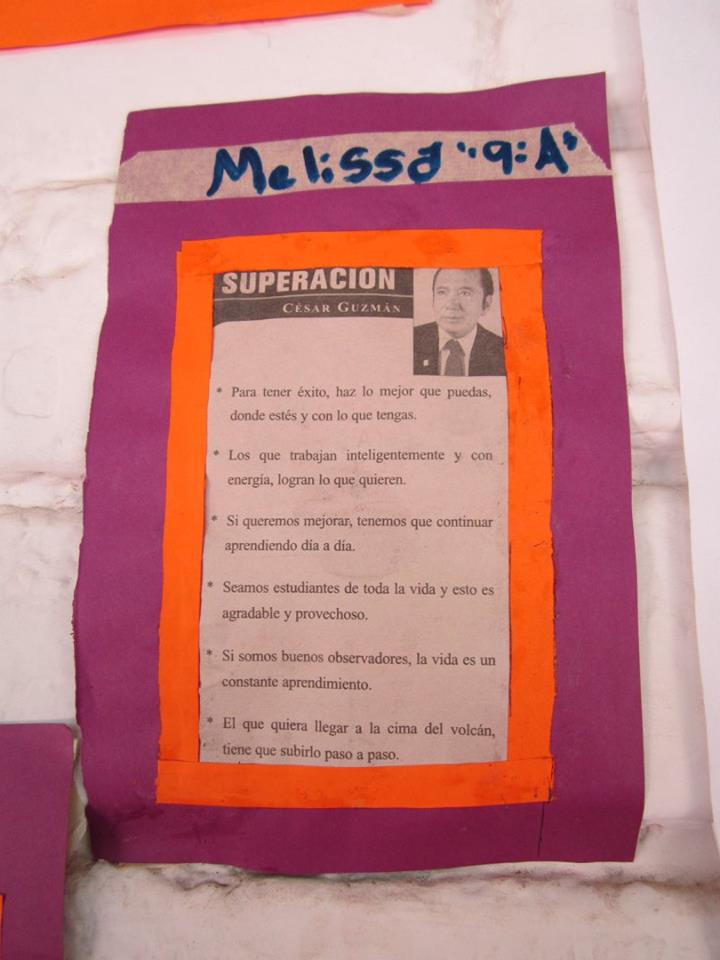 Melissa "9:A"
SUPERACION
CÉSAR GUZMÁN
* Para tener éxito, haz lo mejor que puedas,
donde estés y con lo que tengas.
* Los que trabajan inteligentemente y con
energía, logran lo que quieren.
* Si queremos mejorar, tenemos que continuar
aprendiendo día a día.
* Seamos estudiantes de toda la vida y esto es
agradable y provechoso.
* Si somos buenos observadores, la vida es un
constante aprendimiento.
* El que quiera llegar a la cima del volcán,
tiene que subirlo paso a paso.